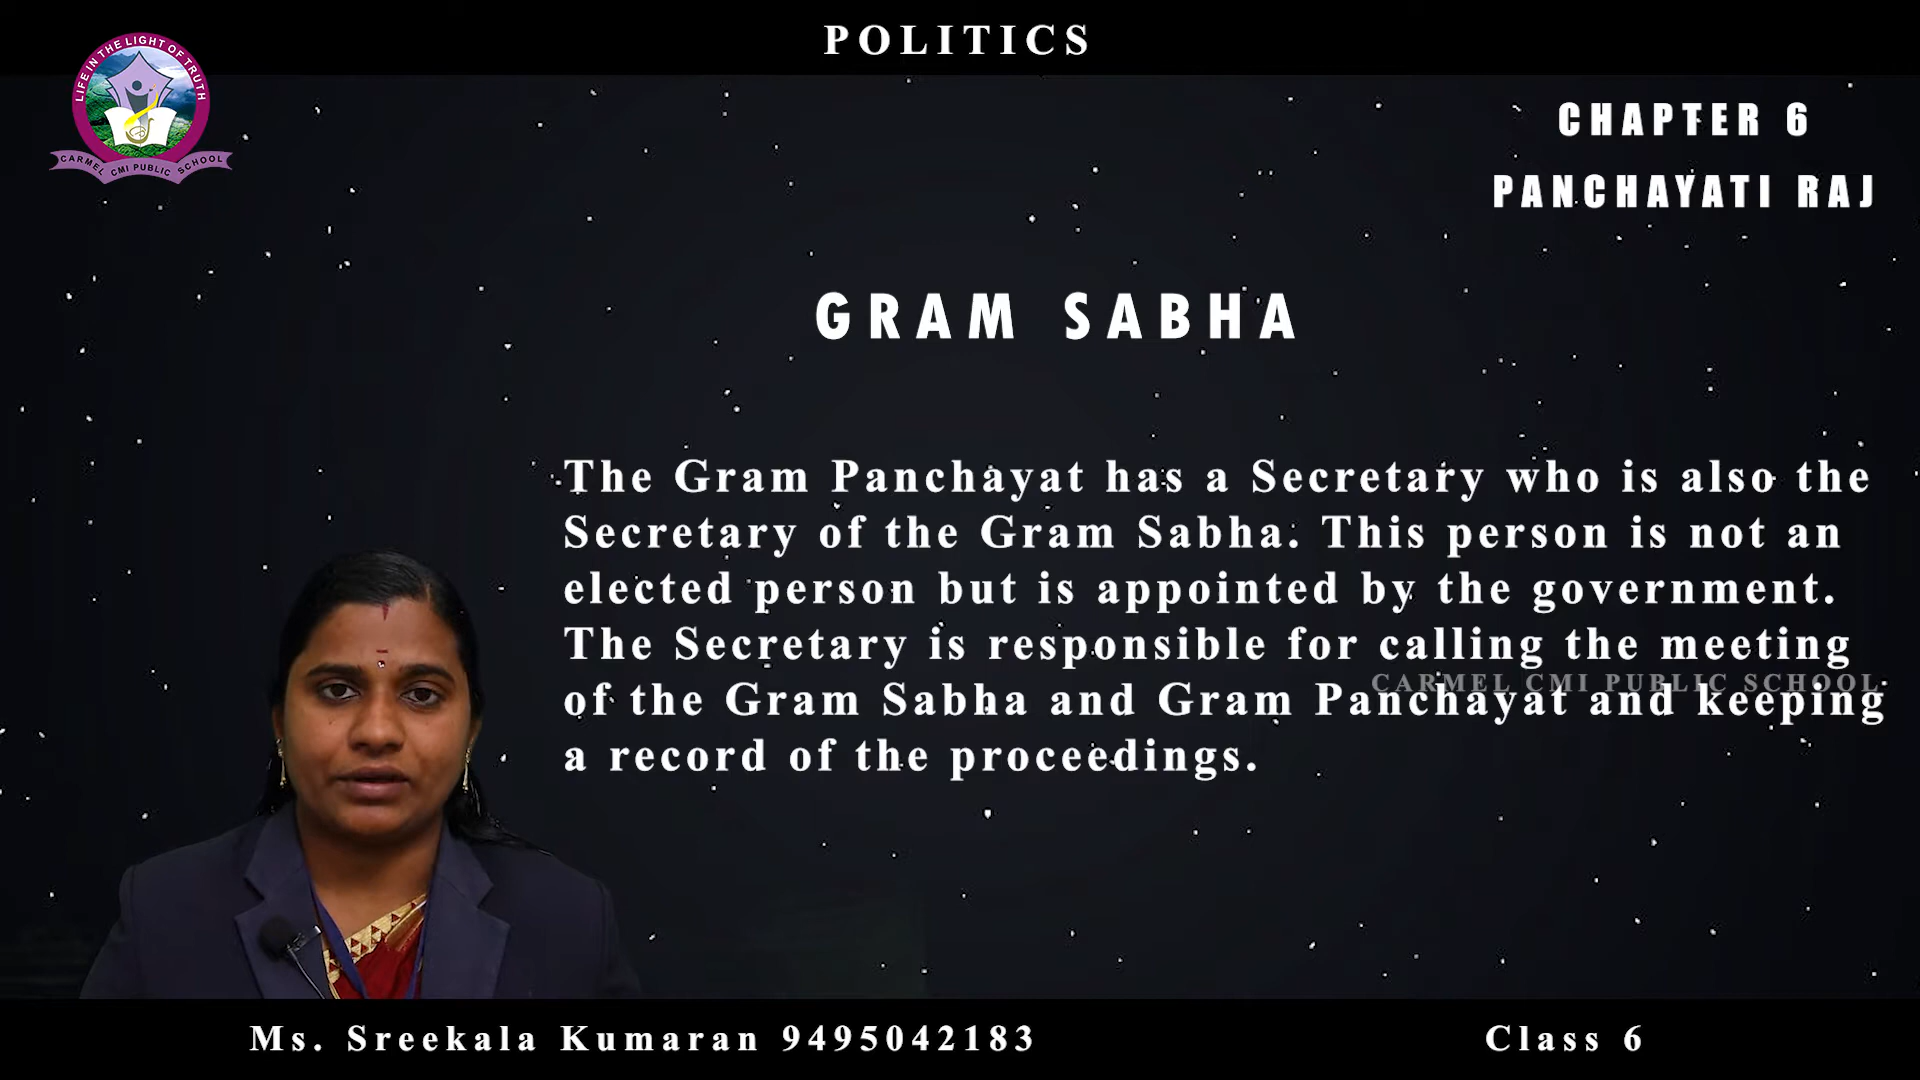 POLITICS
LIFE IN THE LIGHT OF TRUTH
CARMEL CMI PUBLIC SCHOOL
CHAPTER 6
PANCHAYATI RAJ
GRAM SABHA
The Gram Panchayat has a Secretary who is also the
Secretary of the Gram Sabha. This person is not an
elected person but is appointed by the government.
The Secretary is responsible for calling the meeting
CARMEL CMI PUBLIC SCHOOL
of the Gram Sabha and Gram Panchayat and keeping
a record of the proceedings.
Ms. Sreekala Kumaran 9495042183
Class 6